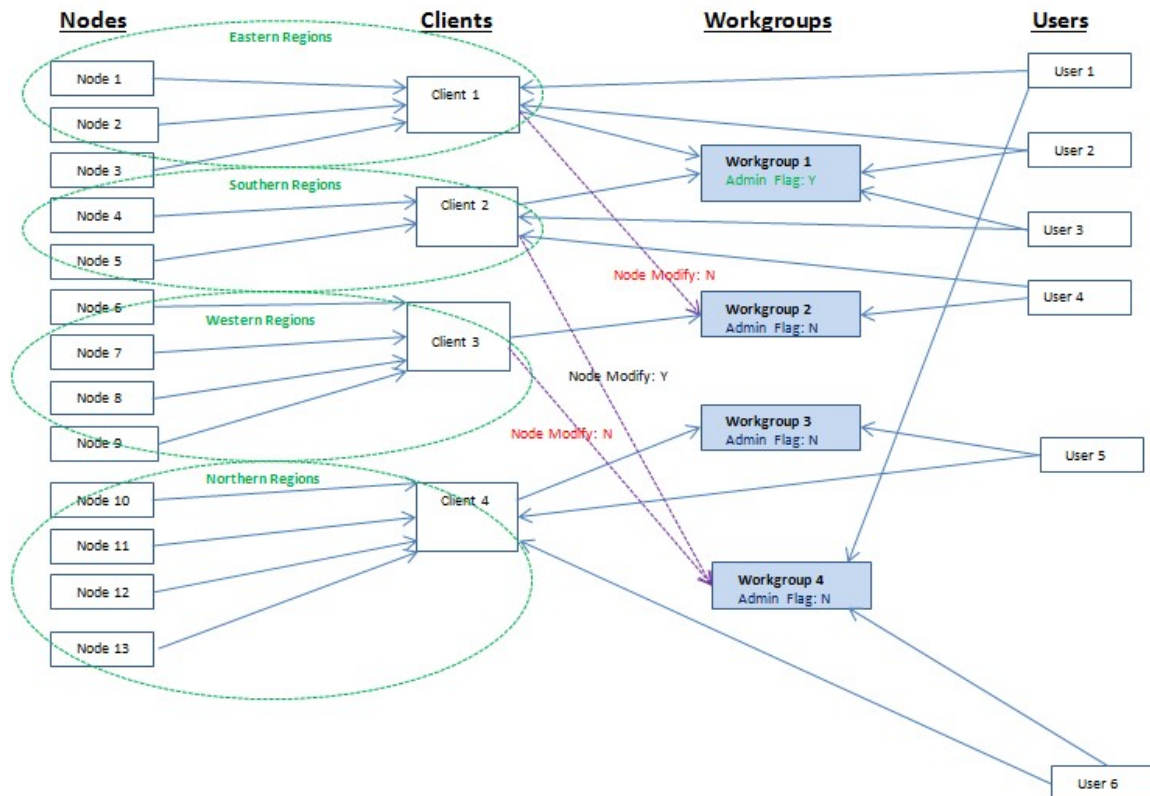 Nodes
Clients
Workgroups
Users
Eastern Regions
Node 1
Node 2
Node 3
Client 1
Southern Regions
Node 4
Node 5
Client 2
Node 6
Western Regions
Node 7
Node 8
Node 9
Client 3
Northern Regions
Node 10
Node 11
Node 12
Node 13
Client 4
Node Modify: N
Node Modify: Y
Node Modify: N
Workgroup 1
Admin Flag: Y
Workgroup 2
Admin Flag: N
Workgroup 3
Admin Flag: N
Workgroup 4
Admin Flag: N
User 1
User 2
User 3
User 4
User 5
User 6